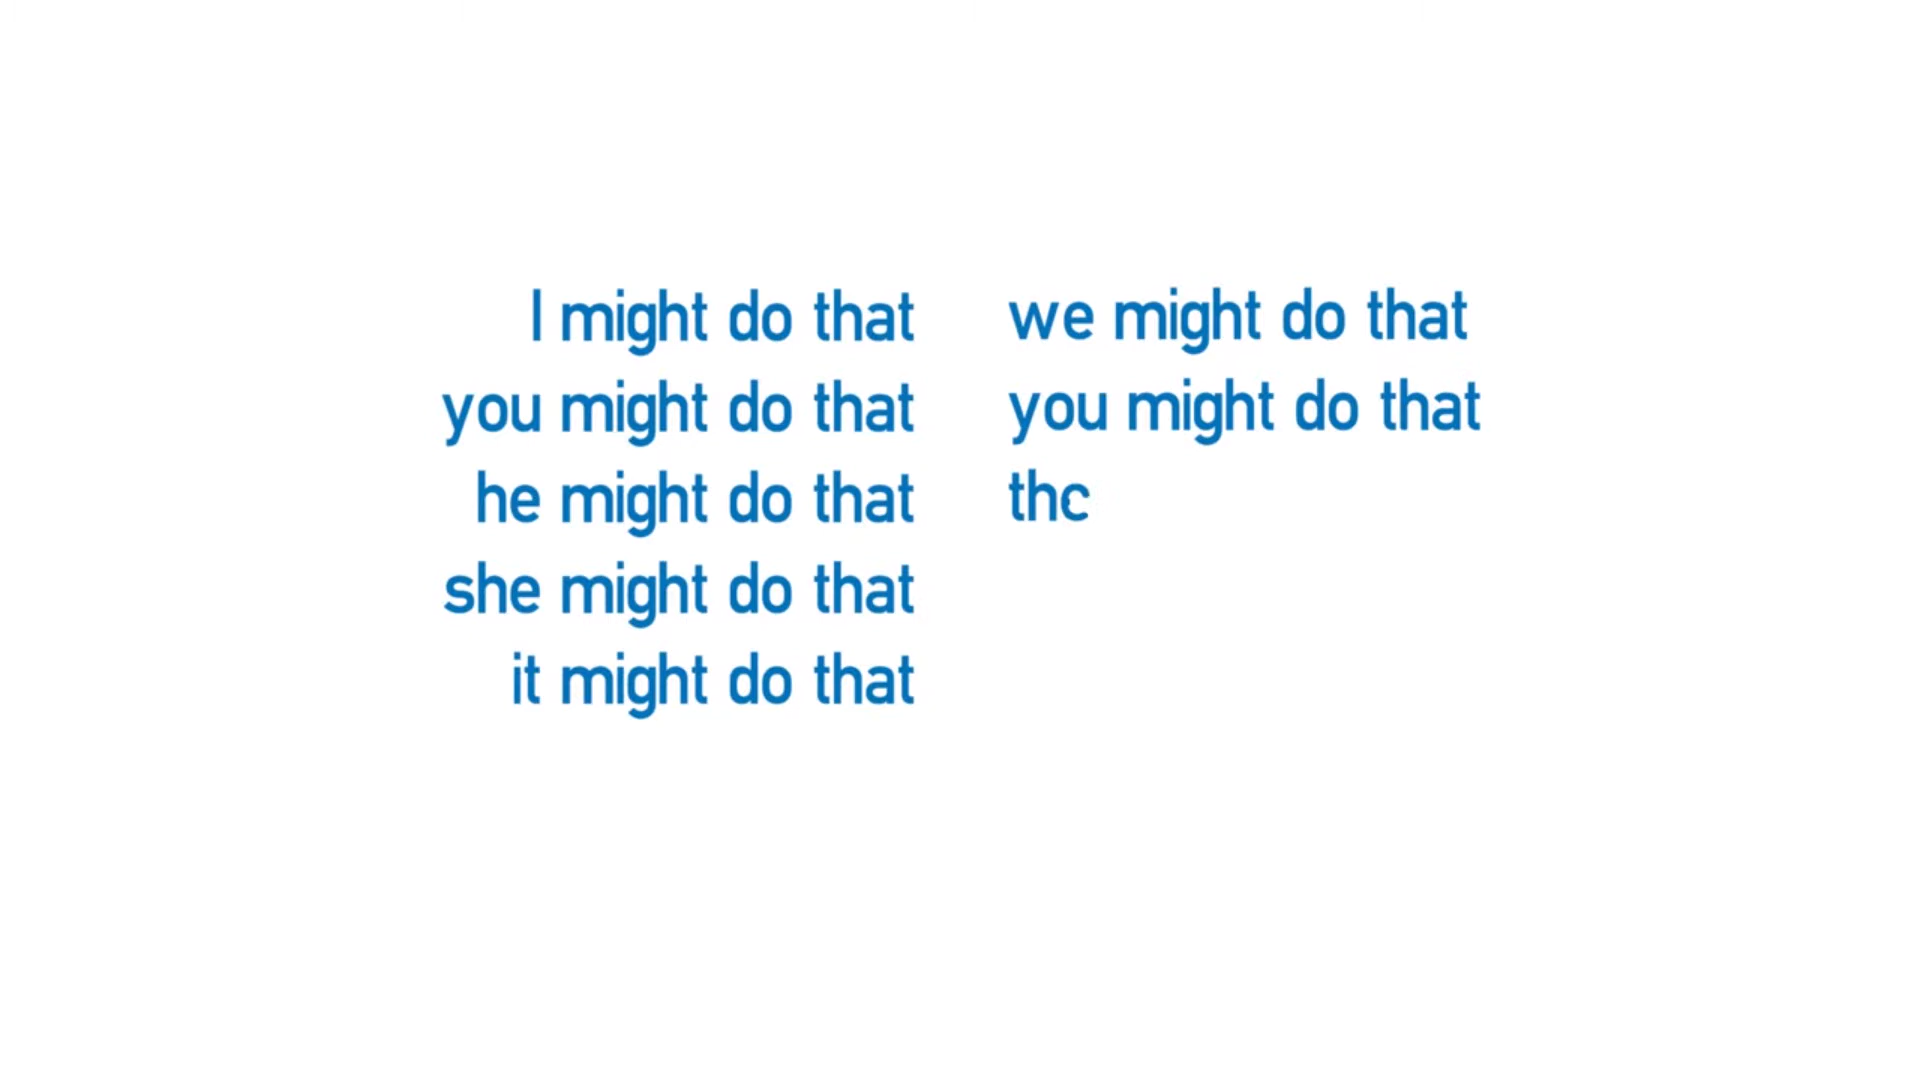 I might do that
you might do that
he might do that
she might do that
it might do that
we might do that
you might do that